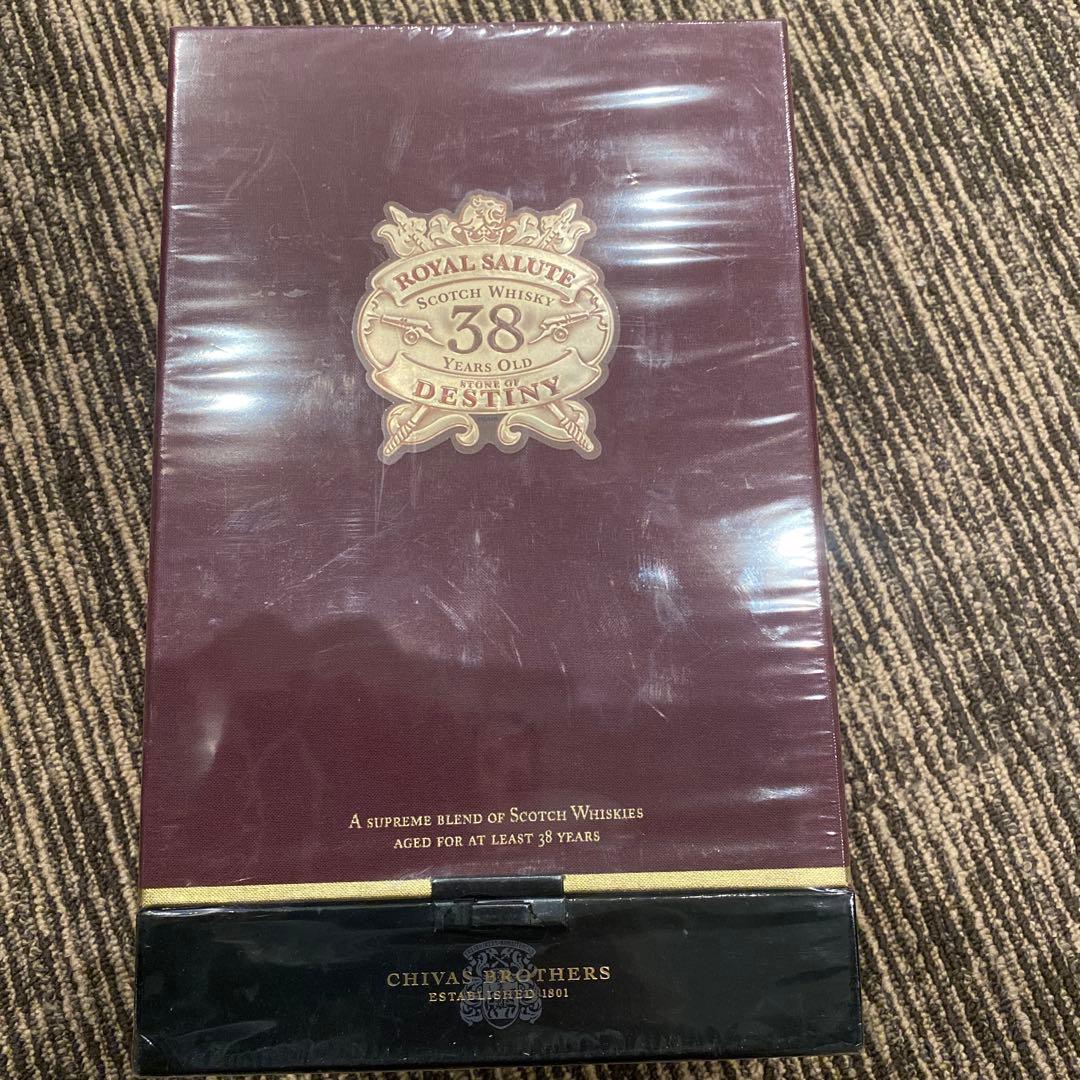 ROYAL SALUTE
SCOTCH WHISKY
38
YEARS OLD
STONE OF
DESTINY
A SUPREME BLEND OF SCOTCH WHISKIES
AGED FOR AT LEAST 38 YEARS
CHIVAS BROTHERS
ESTABLISHED 1801